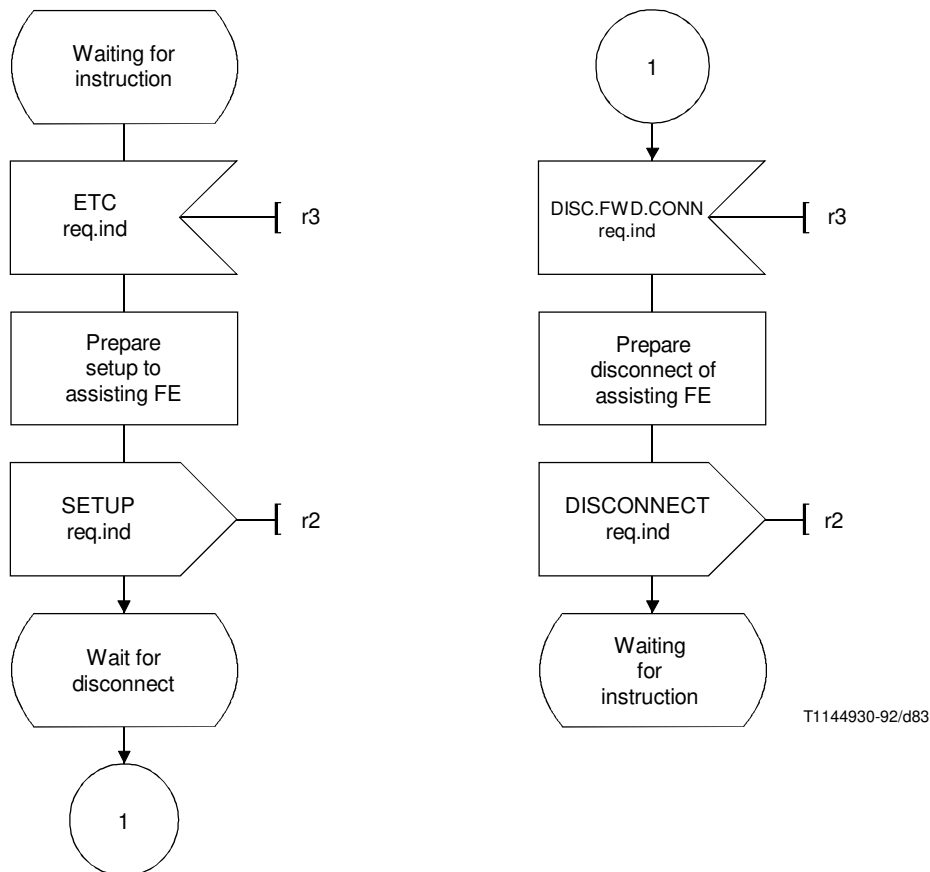 Waiting for
instruction
ETC
req.ind
r3
Prepare
setup to
assisting FE
SETUP
req.ind
r2
Wait for
disconnect
1
1
DISC.FWD.CONN
req.ind
r3
Prepare
disconnect of
assisting FE
DISCONNECT
req.ind
r2
Waiting
for
instruction
T1144930-92/d83